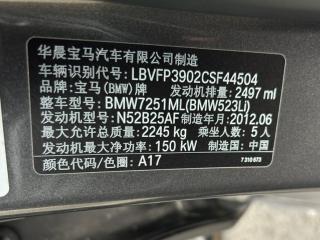 华晨宝马汽车有限公司制造
车辆识别代号: LBVFP3902CSF44504
品牌: 宝马(BMW)牌 发动机排量: 2497 ml
整车型号: BMW7251ML(BMW523Li)
发动机型号: N52B25AF 制造年月: 2012.06
最大允许总质量: 2245 kg 乘坐人数: 5人
发动机最大净功率: 150 kW 制造国: 中国
颜色代码/色: A17
7 310 673